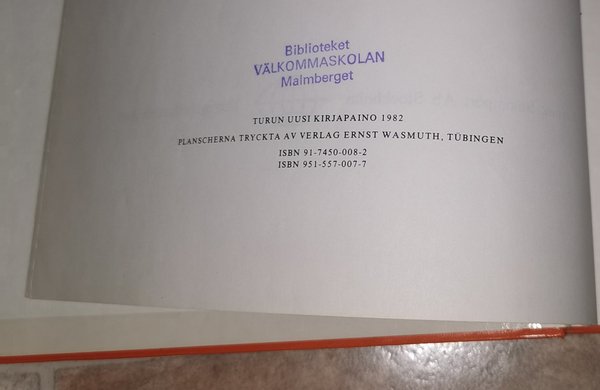 Biblioteket
VÄLKOMMASKOLAN
Malmberget
TURUN UUSI KIRJAPAINO 1982
PLANSCHERNA TRYCKTA AV VERLAG ERNST WASMUTH, TÜBINGEN
ISBN 91-7450-008-2
ISBN 951-557-007-7